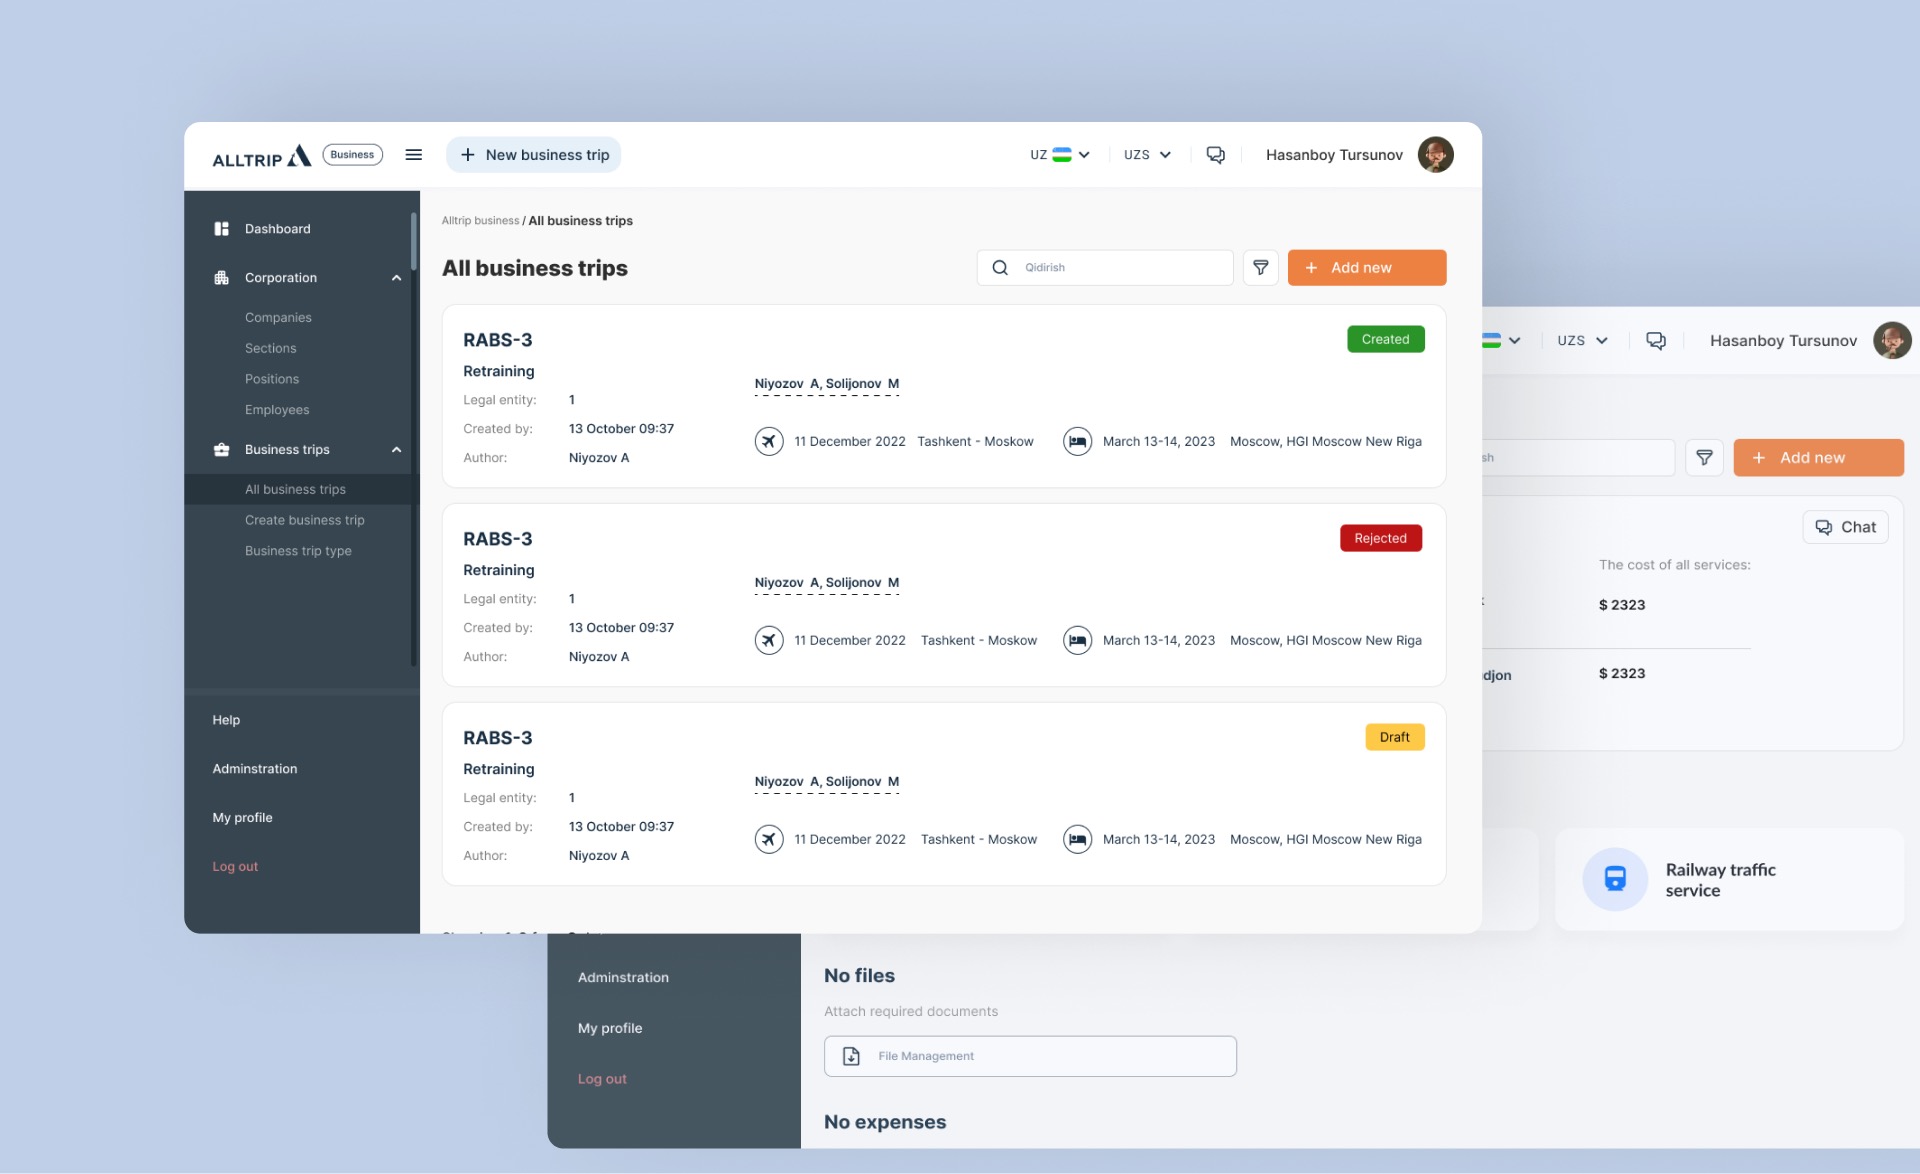 ALLTRIP Business
New business trip
UZ
UZS
Hasanboy Tursunov
Dashboard
Corporation
Companies
Sections
Positions
Employees
Business trips
All business trips
Create business trip
Business trip type
Help
Adminstration
My profile
Log out
Alltrip business / All business trips
All business trips
Qidirish
Add new
RABS-3
Created
Retraining
Legal entity: 1
Created by: 13 October 09:37
Author: Niyozov A
Niyozov A, Solijonov M
11 December 2022 Tashkent - Moskow
March 13-14, 2023 Moscow, HGI Moscow New Riga
RABS-3
Rejected
Retraining
Legal entity: 1
Created by: 13 October 09:37
Author: Niyozov A
Niyozov A, Solijonov M
11 December 2022 Tashkent - Moskow
March 13-14, 2023 Moscow, HGI Moscow New Riga
RABS-3
Draft
Retraining
Legal entity: 1
Created by: 13 October 09:37
Author: Niyozov A
Niyozov A, Solijonov M
11 December 2022 Tashkent - Moskow
March 13-14, 2023 Moscow, HGI Moscow New Riga
UZS
Hasanboy Tursunov
Add new
Chat
The cost of all services:
$ 2323
$ 2323
Railway traffic
service
Adminstration
My profile
Log out
No files
Attach required documents
File Management
No expenses